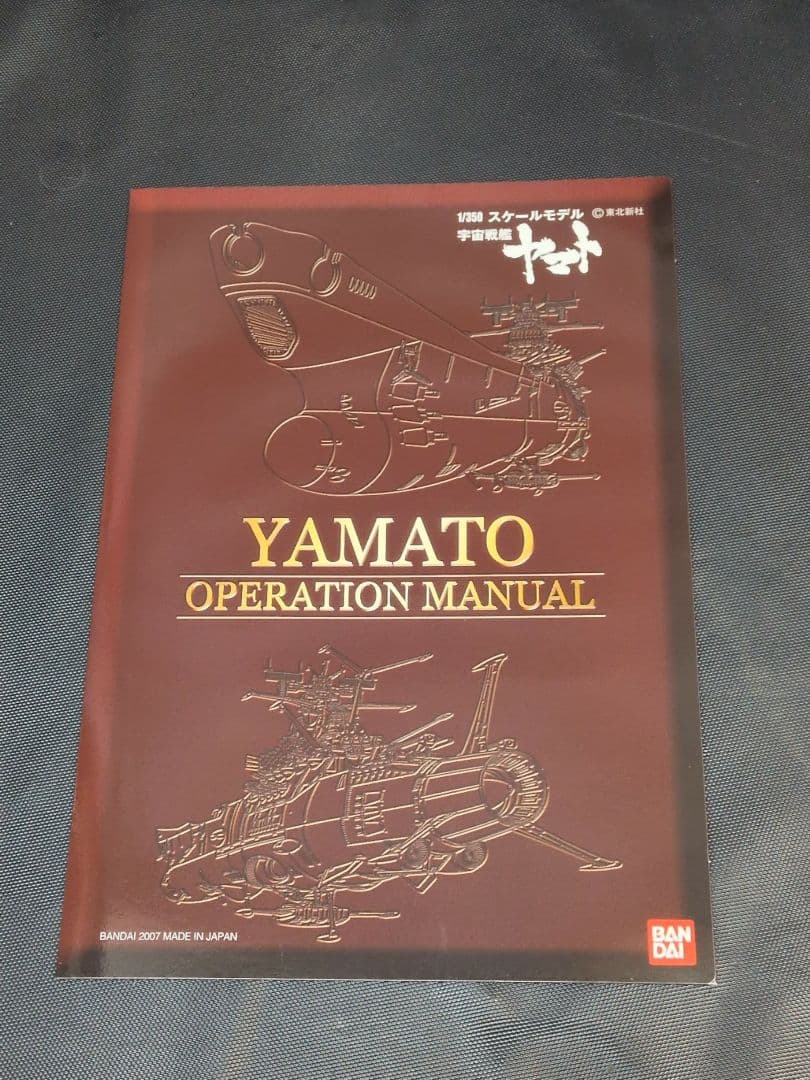 1/350 スケールモデル ©東北新社
宇宙戦艦 ヤマト
YAMATO
OPERATION MANUAL
BANDAI 2007 MADE IN JAPAN
BAN
DAI